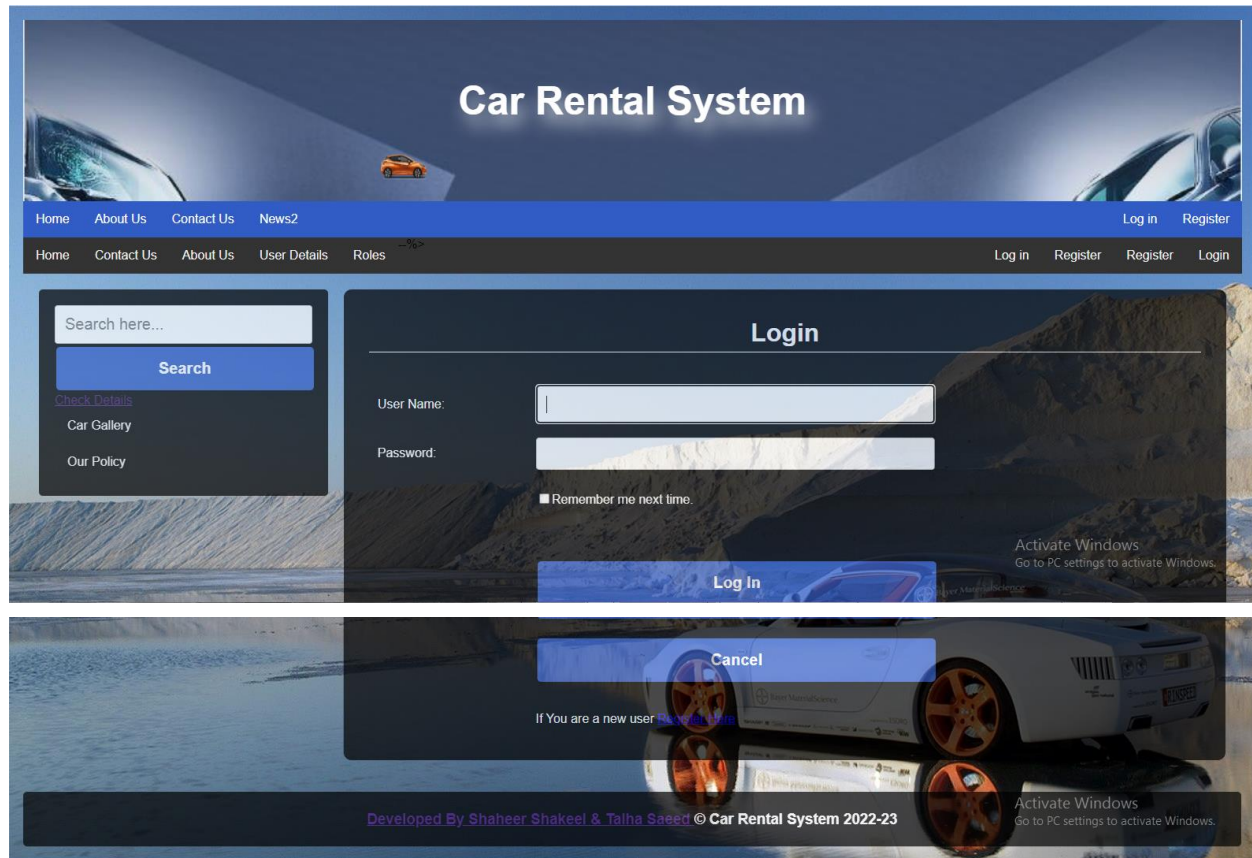 Car Rental System
Home About Us Contact Us News2 Log in Register
Home Contact Us About Us User Details Roles --%> Log in Register Register Login
Search here...
Search
Check Details
Car Gallery
Our Policy
Login
User Name:
Password:
Remember me next time.
Activate Windows
Go to PC settings to activate Windows.
Log In
Cancel
If You are a new user Register Here
Developed By Shaheer Shakeel & Talha Saeed © Car Rental System 2022-23
Activate Windows
Go to PC settings to activate Windows.